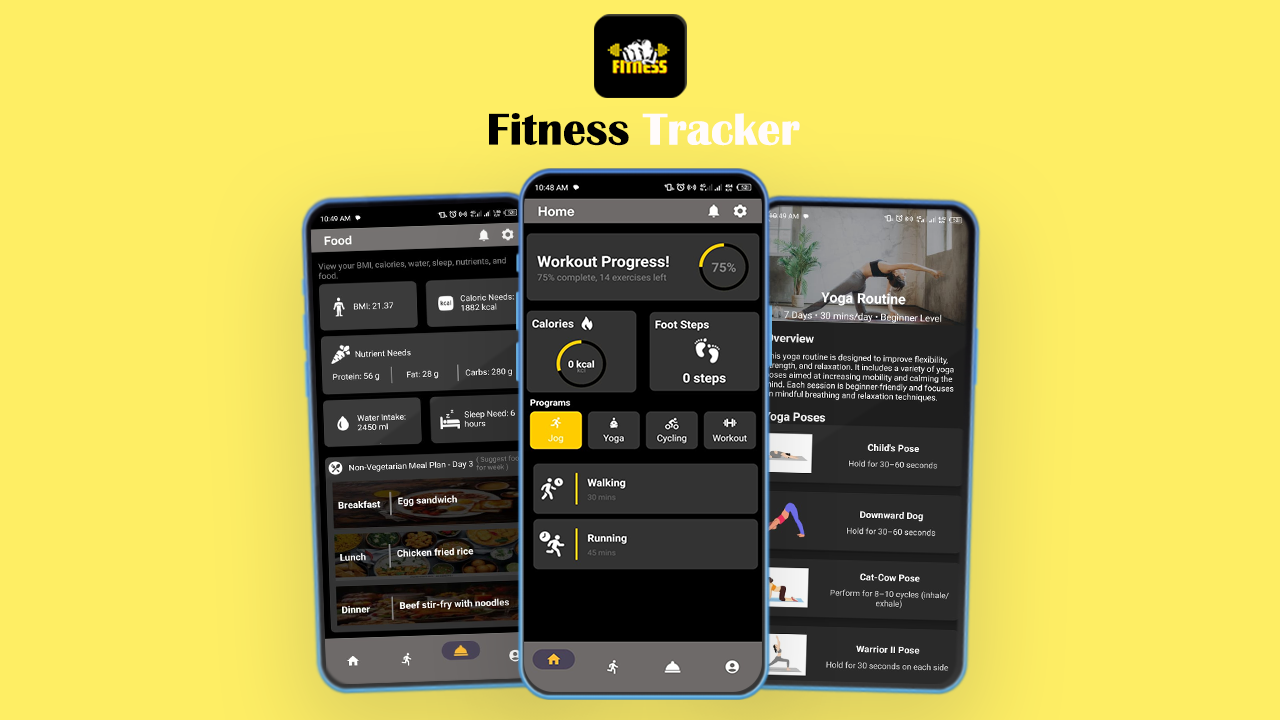 FITNESS
Fitness Tracker
10:49 AM
Food
View your BMI, calories, water, sleep, nutrients, and
food.
BMI: 21.37
kcal
Caloric Needs:
1882 kcal
Nutrient Needs
Protein: 56 g
Fat: 28 g
Carbs: 280 g
Water Intake:
2450 ml
Sleep Need: 6
hours
Non-Vegetarian Meal Plan - Day 3
( Suggest foo
for week )
Breakfast
Egg sandwich
Lunch
Chicken fried rice
Dinner
Beef stir-fry with noodles
10:48 AM
Home
Workout Progress!
75% complete, 14 exercises left
75%
Calories
0 kcal
Foot Steps
0 steps
Programs
Jog
Yoga
Cycling
Workout
Walking
30 mins
Running
45 mins
:49 AM
Yoga Routine
7 Days • 30 mins/day • Beginner Level
Overview
his yoga routine is designed to improve flexibility,
rength, and relaxation. It includes a variety of yoga
oses aimed at increasing mobility and calming the
ind. Each session is beginner-friendly and focuses
n mindful breathing and relaxation techniques.
Yoga Poses
Child's Pose
Hold for 30–60 seconds
Downward Dog
Hold for 30–60 seconds
Cat-Cow Pose
Perform for 8–10 cycles (inhale/
exhale)
Warrior II Pose
Hold for 30 seconds on each side